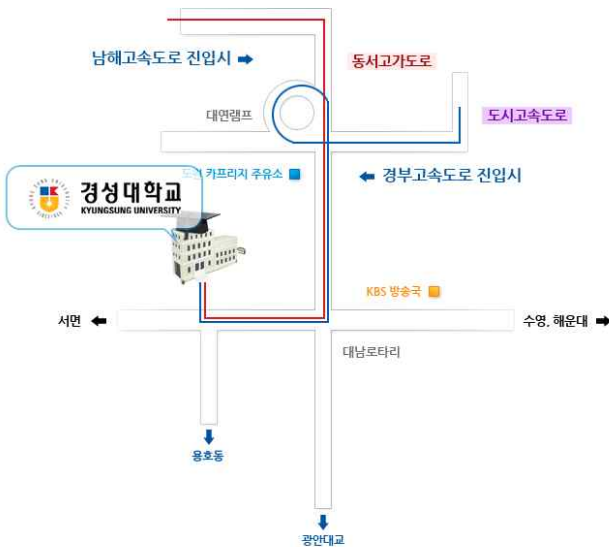 남해고속도로 진입시
동서고가도로
대연램프
도시고속도로
카프리지 주유소
경부고속도로 진입시
경성대학교
KYUNGSUNG UNIVERSITY
KBS 방송국
서면
수영, 해운대
대남로타리
용호동
광안대교